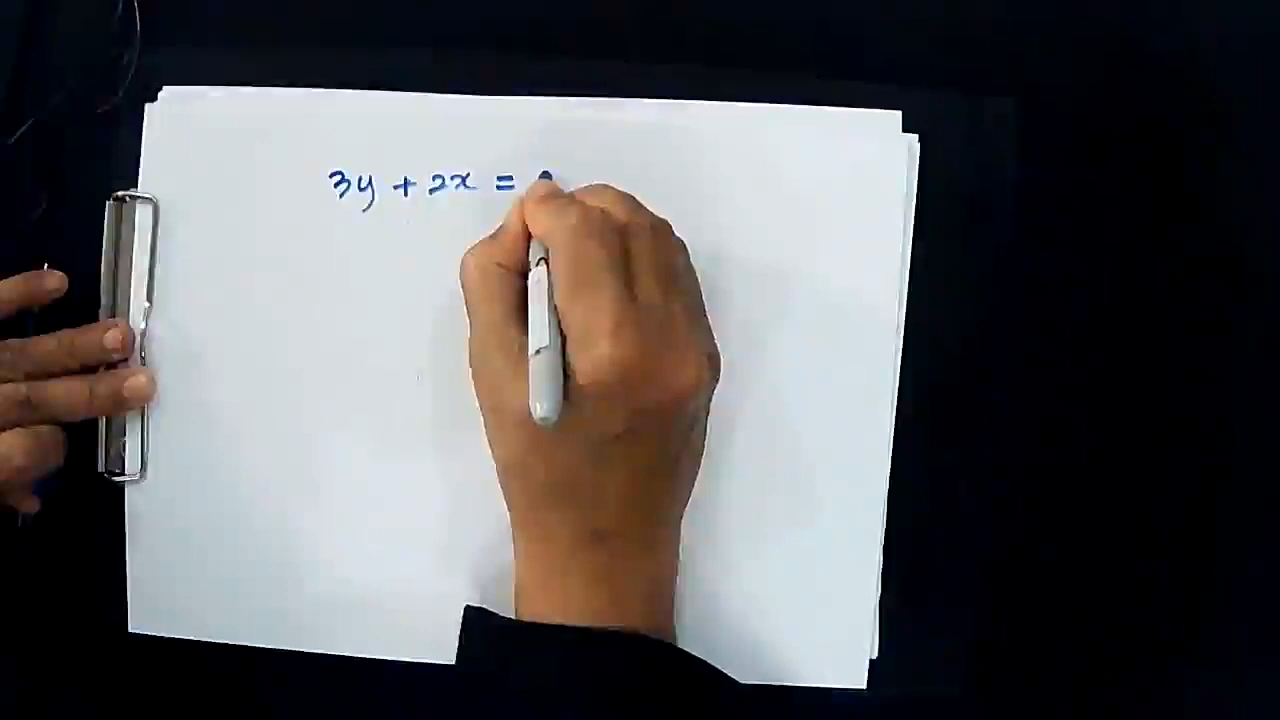 3y + 2x =